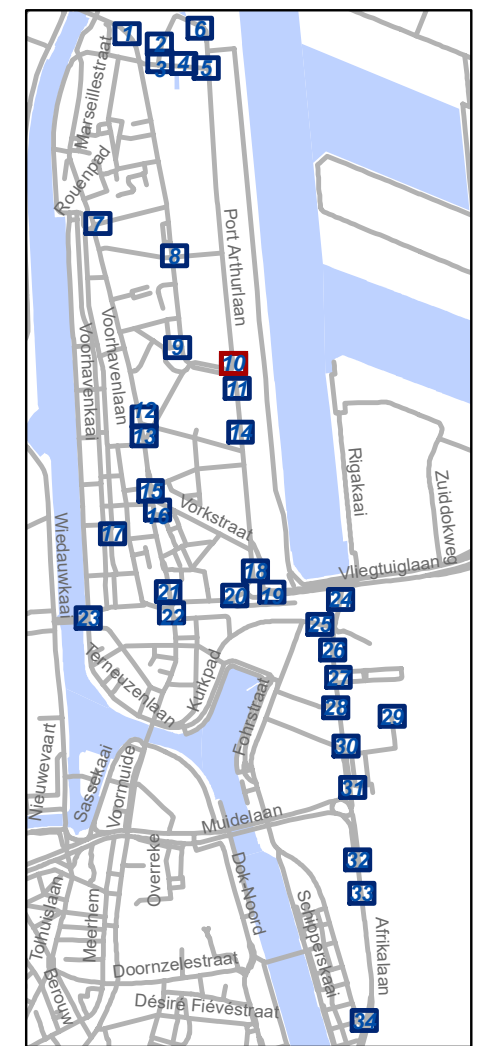 1
2
6
3
4
5
Marseillestraat
Rouenpad
7
Port Arthurlaan
8
Voorhavenlaan
Voorhavenkaai
9
10
11
12
13
14
Rigakaai
Zuiddokweg
15
16
Vorkstraat
17
Wiedauwkaai
Vliegtuiglaan
18
19
20
21
22
23
24
25
26
Terneuzenlaan
Kurkpad
27
28
29
Fohrstraat
30
31
Nieuwevaart
Sassekaai
Voormuide
Muidelaan
32
33
Overreke
Dok-Noord
Tolhuislaan
Meerhem
Schipperskaai
Afrikalaan
Doornzelestraat
Berouw
Désiré Fiévéstraat
34